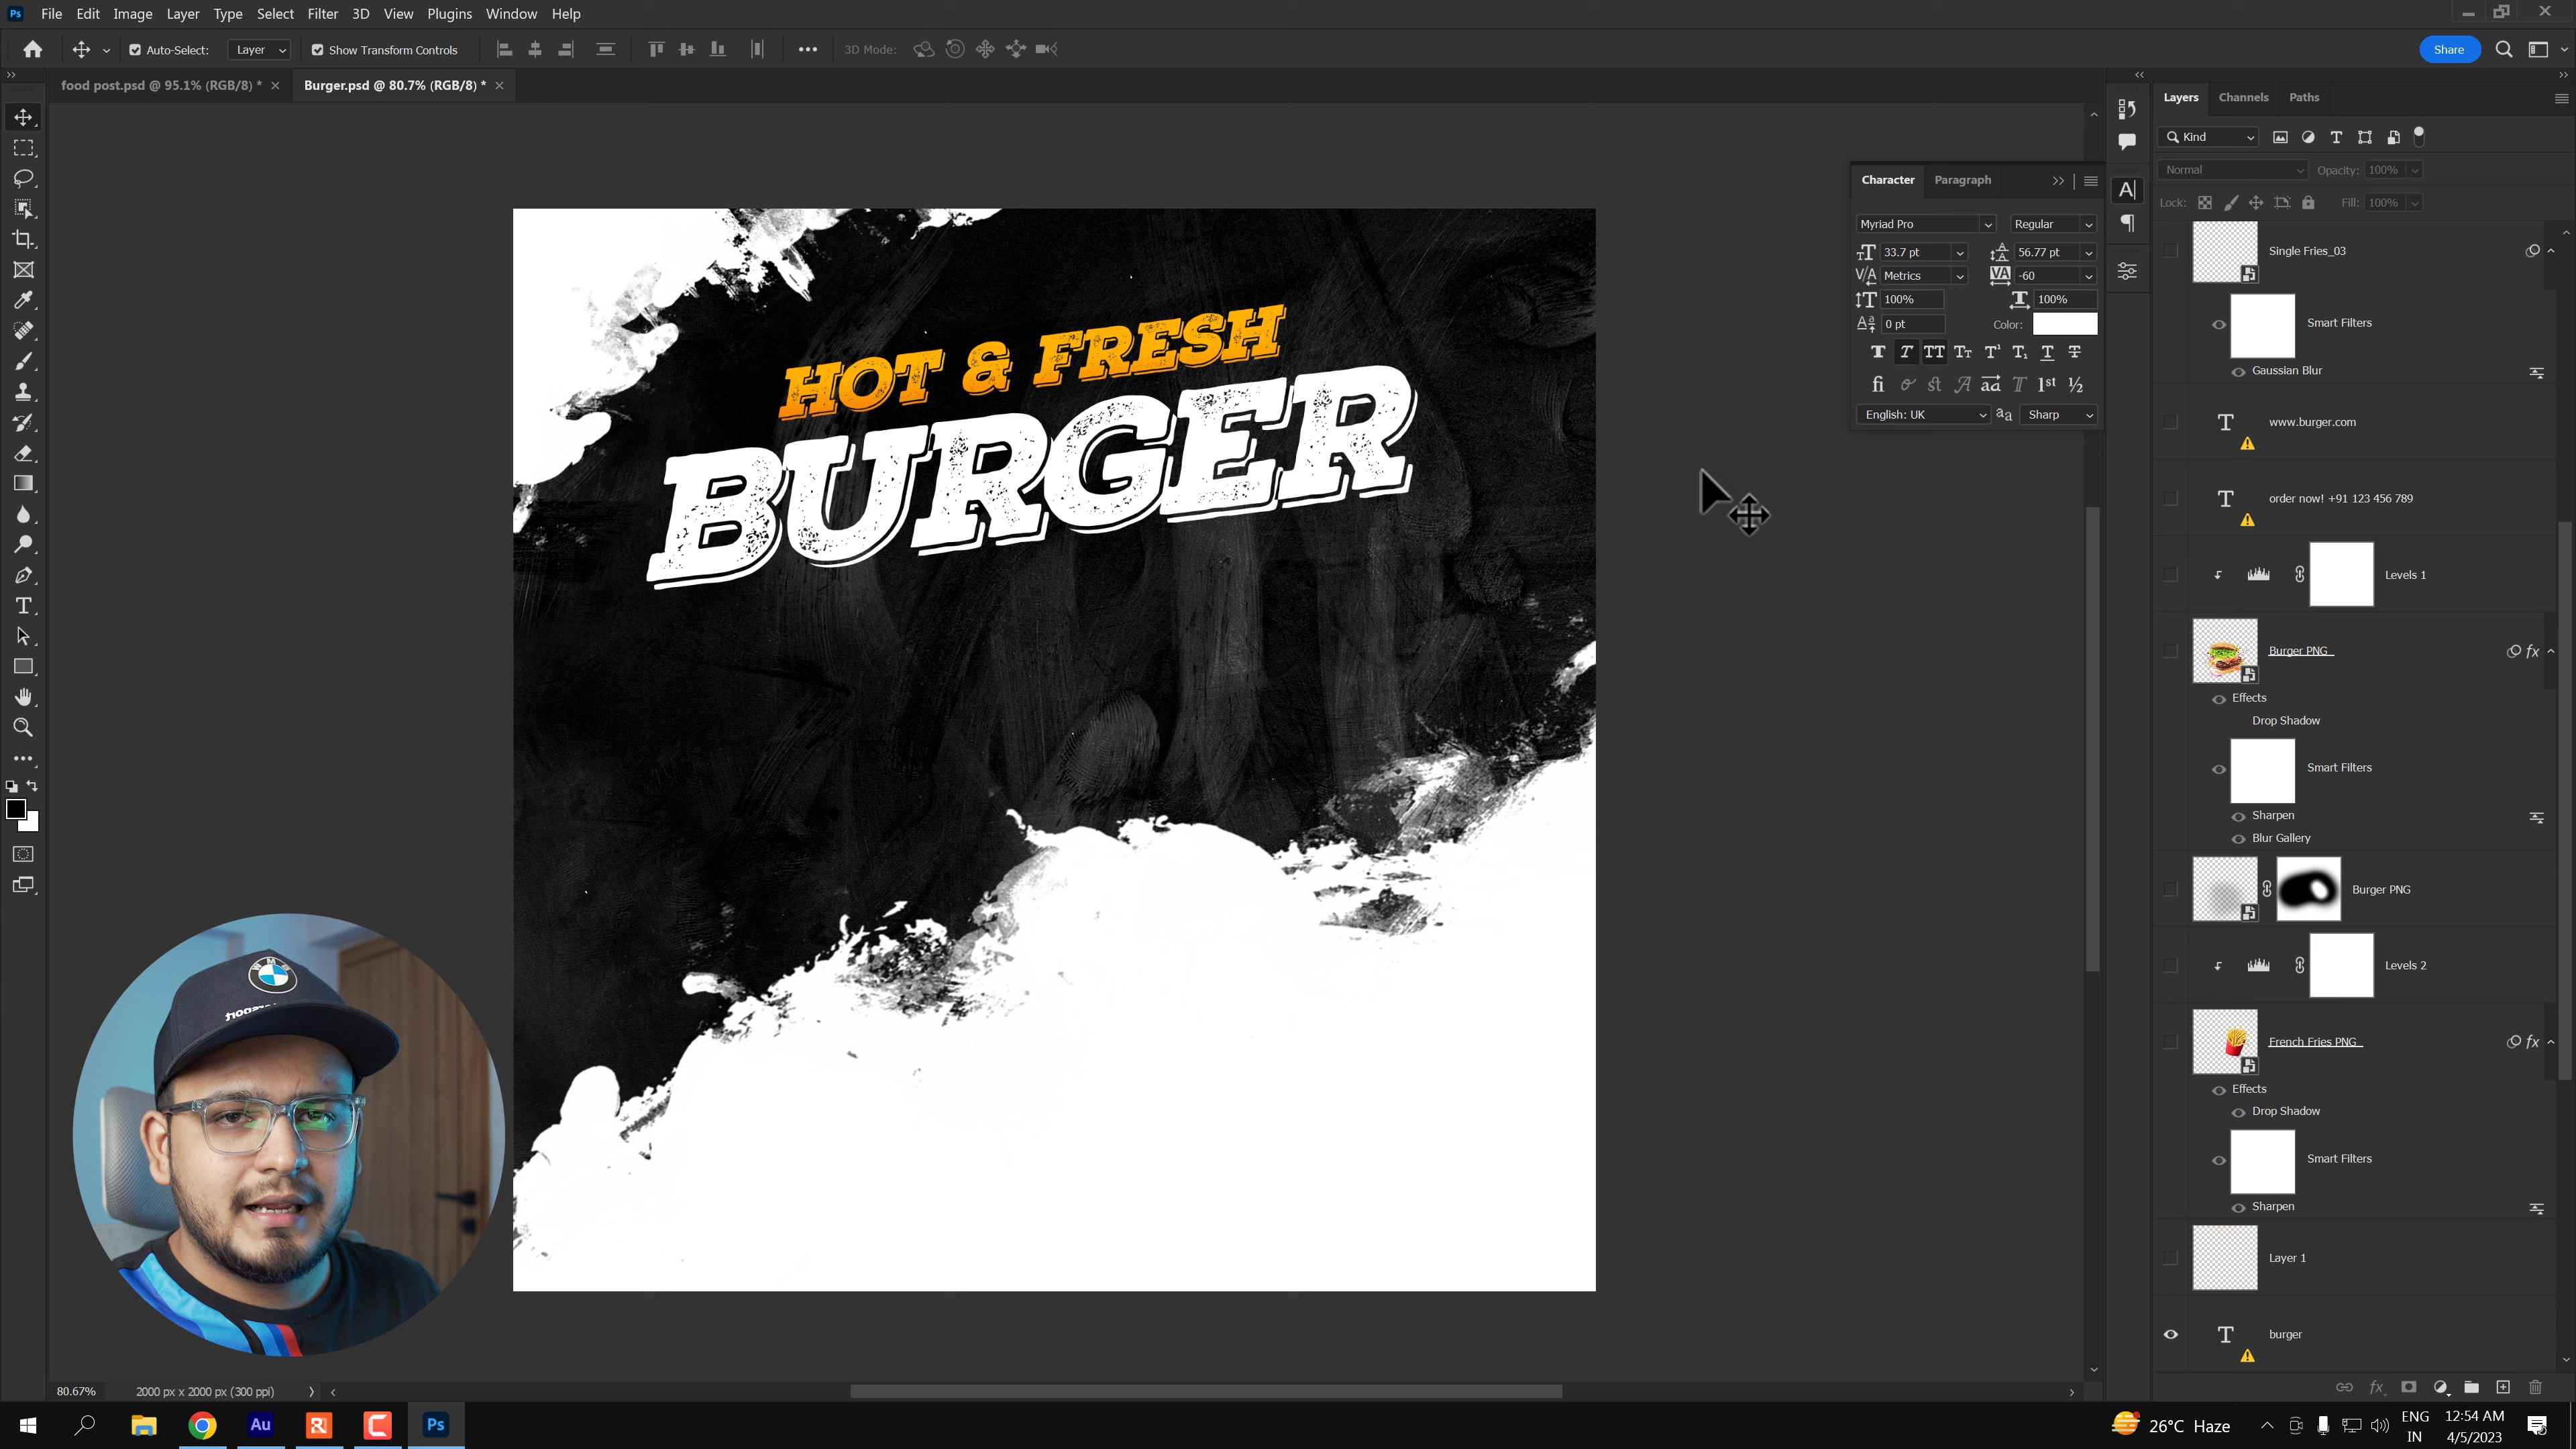 Ps File Edit Image Layer Type Select Filter 3D View Plugins Window Help
Auto-Select: Layer Show Transform Controls 3D Mode: Share
food post.psd @ 95.1% (RGB/8) * × Burger.psd @ 80.7% (RGB/8) * ×
HOT & FRESH
BURGER
Character Paragraph
Myriad Pro Regular
33.7 pt 56.77 pt
Metrics -60
100% 100%
0 pt Color:
English: UK Sharp
Layers Channels Paths
Kind
Normal Opacity: 100%
Lock: Fill: 100%
Single Fries_03
Smart Filters
Gaussian Blur
www.burger.com
order now! +91 123 456 789
Levels 1
Burger PNG
Effects
Drop Shadow
Smart Filters
Sharpen
Blur Gallery
Burger PNG
Levels 2
French Fries PNG
Effects
Drop Shadow
Smart Filters
Sharpen
Layer 1
burger
80.67% 2000 px x 2000 px (300 ppi)
Au Ps
26°C Haze
ENG
IN
12:54 AM
4/5/2023